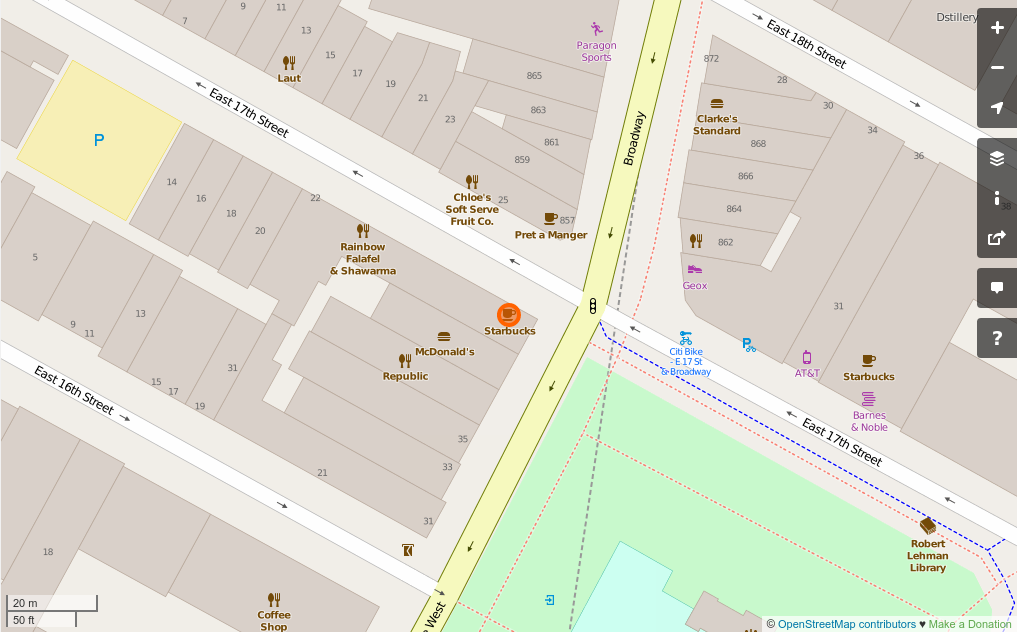 9
11
7
13
Dstillery
East 18th Street
Paragon
Sports
15
872
Laut
17
865
28
19
21
East 17th Street
863
Clarke's
Standard
30
23
Broadway
34
P
861
868
859
36
14
866
16
22
Chloe's
Soft Serve
Fruit Co.
25
18
864
38
857
20
Pret a Manger
862
Rainbow
Falafel
& Shawarma
5
Geox
13
31
9
Starbucks
11
McDonald's
Citi Bike
- E 17 St
& Broadway
P
AT&T
31
Republic
Starbucks
East 16th Street
15
17
19
Barnes
& Noble
35
East 17th Street
33
21
31
18
Robert
Lehman
Library
Coffee
Shop
West
20 m
50 ft
© OpenStreetMap contributors ♥ Make a Donation